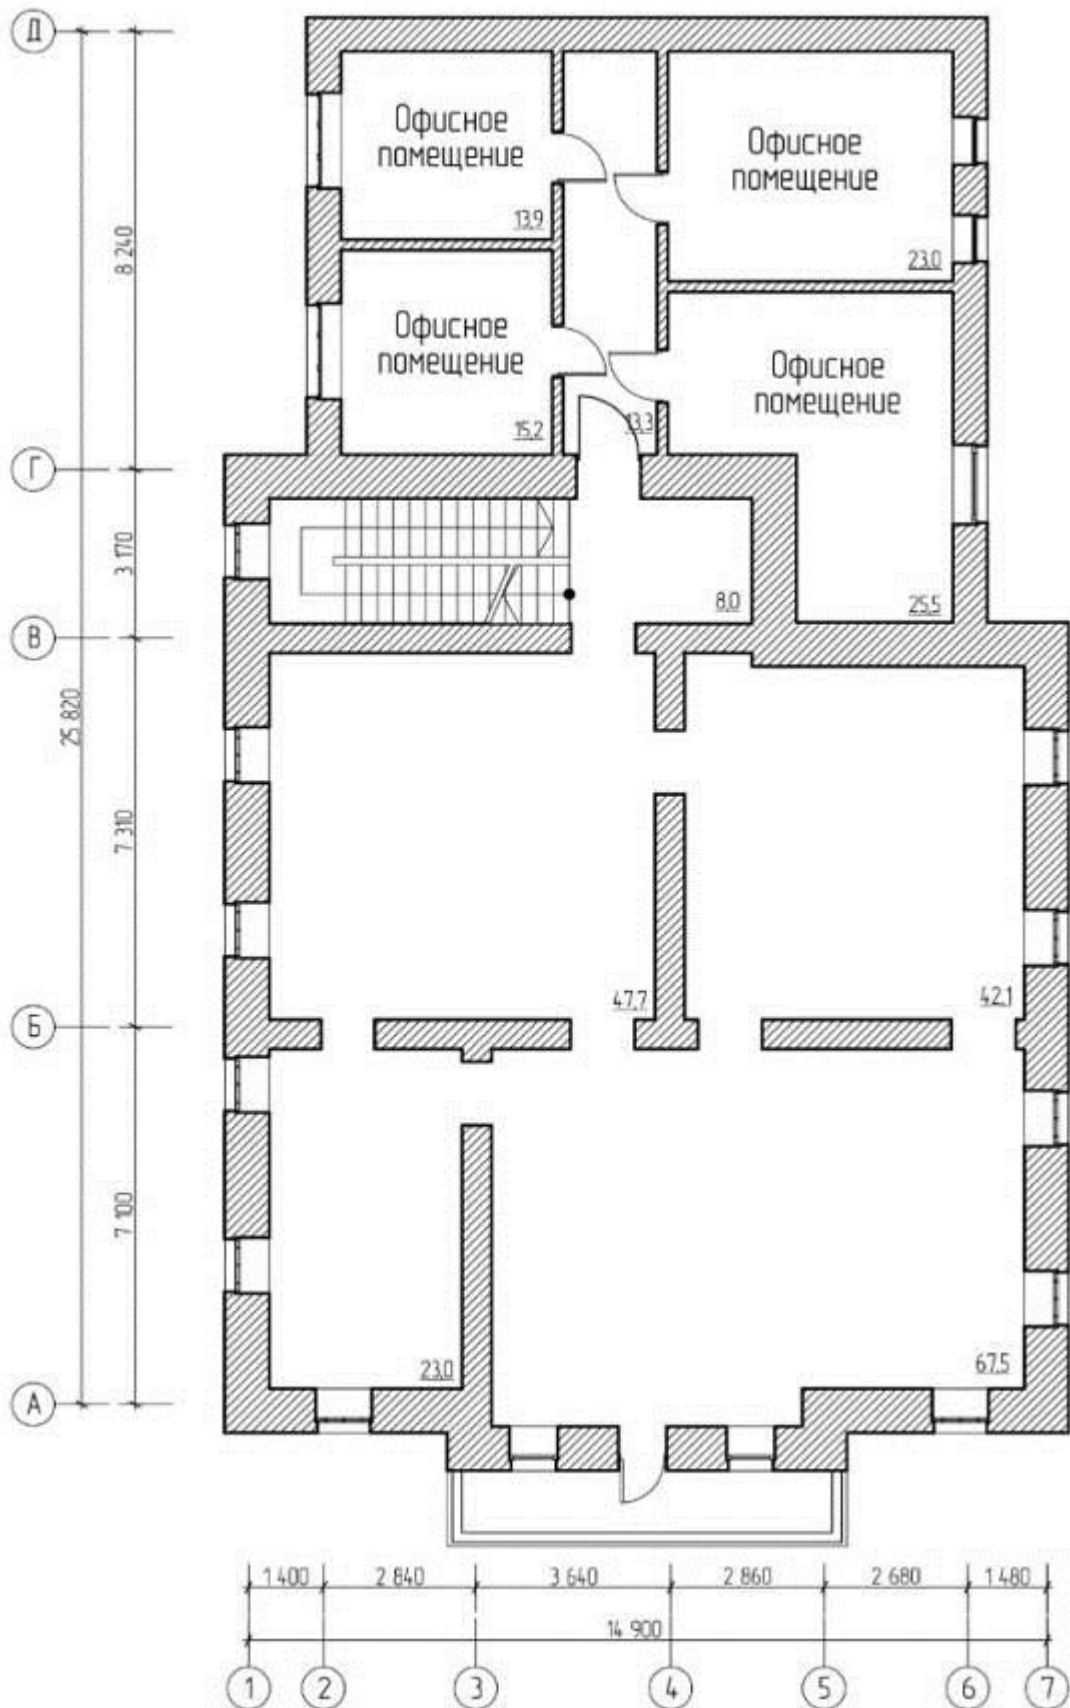 Д
Офисное
помещение
13,9
Офисное
помещение
23,0
8 240
Офисное
помещение
15,2
13,3
Офисное
помещение
25,5
Г
3 170
8,0
В
25 820
7 310
47,7
42,1
Б
7 100
23,0
67,5
А
1 400 2 840 3 640 2 860 2 680 1 480
14 900
1 2 3 4 5 6 7